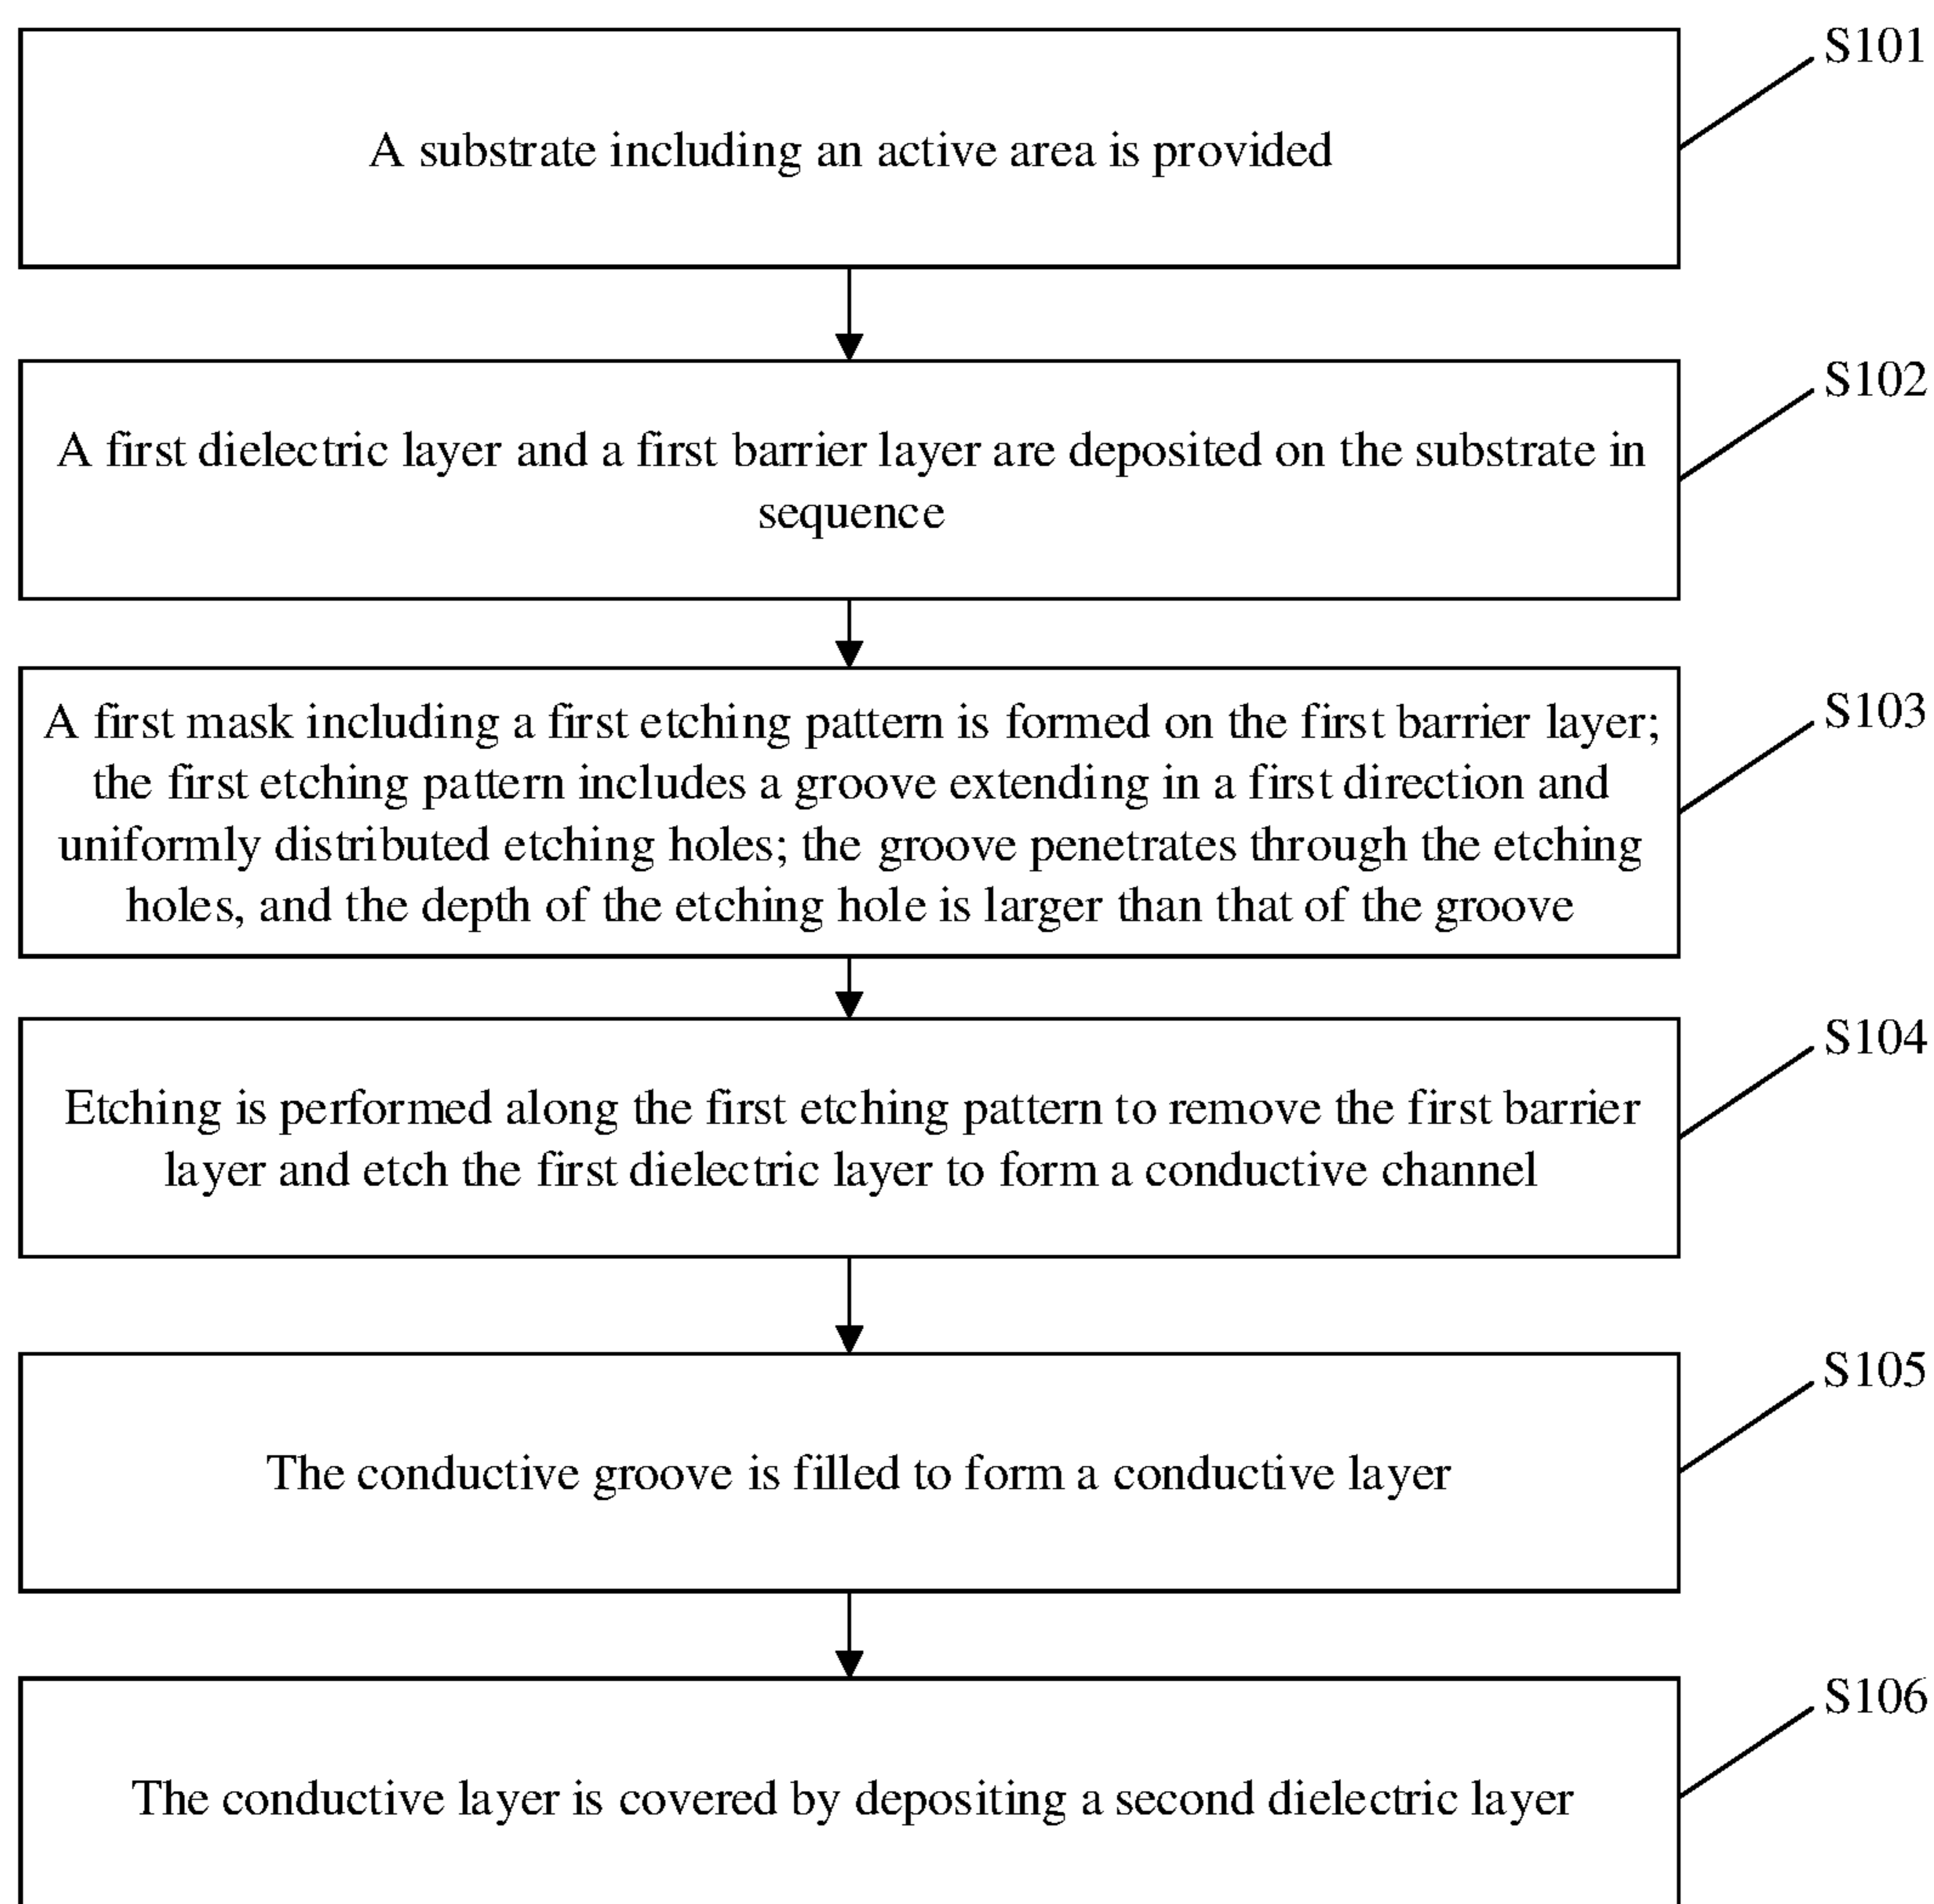 S101
A substrate including an active area is provided
S102
A first dielectric layer and a first barrier layer are deposited on the substrate in
sequence
S103
A first mask including a first etching pattern is formed on the first barrier layer;
the first etching pattern includes a groove extending in a first direction and
uniformly distributed etching holes; the groove penetrates through the etching
holes, and the depth of the etching hole is larger than that of the groove
S104
Etching is performed along the first etching pattern to remove the first barrier
layer and etch the first dielectric layer to form a conductive channel
S105
The conductive groove is filled to form a conductive layer
S106
The conductive layer is covered by depositing a second dielectric layer